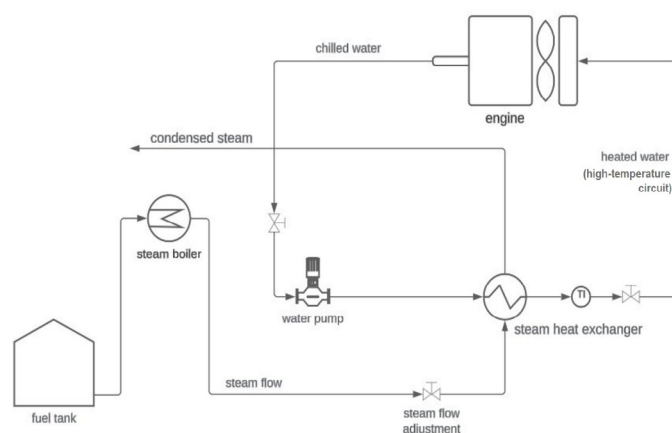 chilled water
engine
condensed steam
heated water
(high-temperature
circuit)
steam boiler
TI
water pump
steam heat exchanger
steam flow
fuel tank
steam flow
adjustment